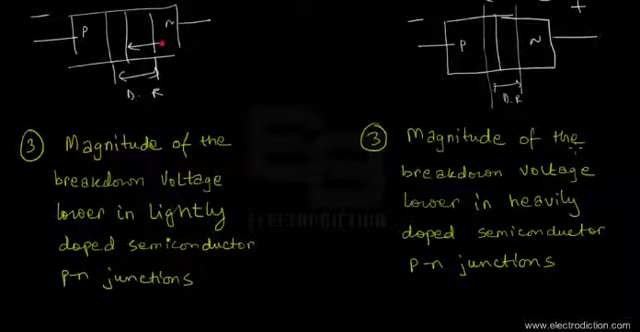 P N
D. R
③ Magnitude of the
breakdown voltage
lower in lightly
doped semiconductor
p-n junctions
+
P N
D.R
③ Magnitude of the
breakdown voltage
lower in heavily
doped semiconductor
p-n junctions
ELECTRODICTION
www.electrodiction.com